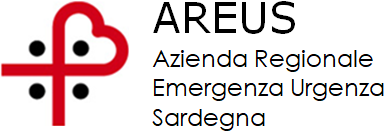 AREUS
Azienda Regionale
Emergenza Urgenza
Sardegna